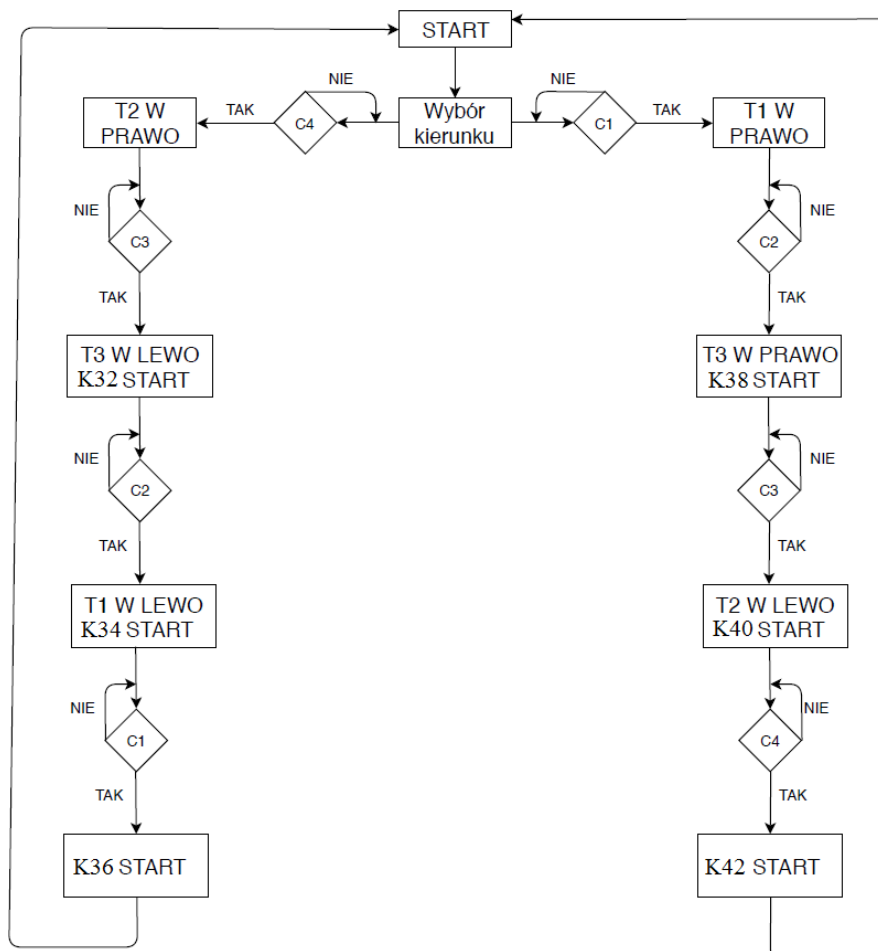 START
NIE
NIE
T2 W
PRAWO
TAK
C4
Wybór
kierunku
C1
TAK
T1 W
PRAWO
NIE
C3
NIE
C2
TAK
TAK
T3 W LEWO
K32 START
T3 W PRAWO
K38 START
NIE
C2
NIE
C3
TAK
TAK
T1 W LEWO
K34 START
T2 W LEWO
K40 START
NIE
C1
NIE
C4
TAK
TAK
K36 START
K42 START